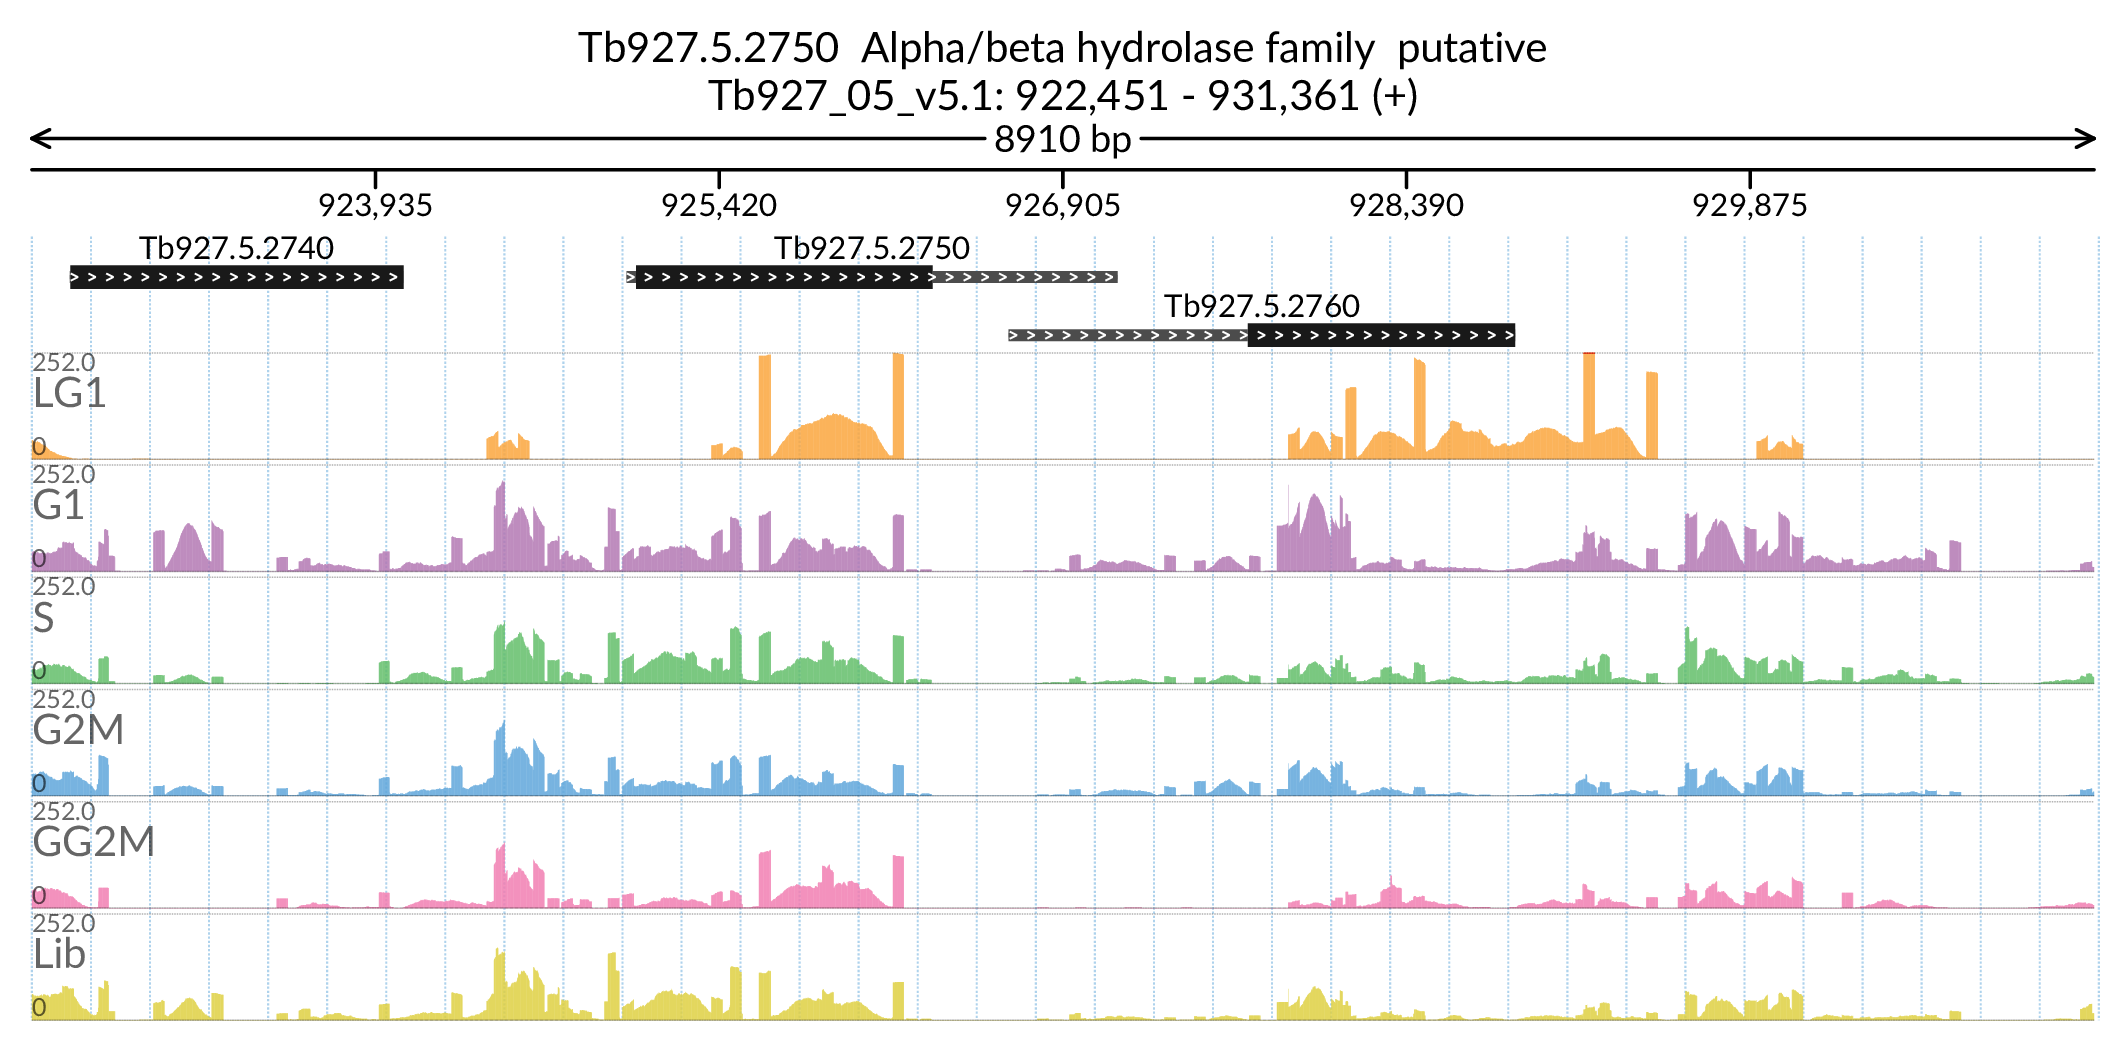 Tb927.5.2750  Alpha/beta hydrolase family  putative
Tb927_05_v5.1: 922,451 - 931,361 (+)
8910 bp
923,935 925,420 926,905 928,390 929,875
Tb927.5.2740 Tb927.5.2750
Tb927.5.2760
252.0
LG1
0
252.0
G1
0
252.0
S
0
252.0
G2M
0
252.0
GG2M
0
252.0
Lib
0